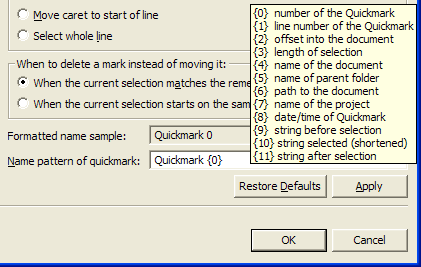 Move caret to start of line
Select whole line
When to delete a mark instead of moving it:
When the current selection matches the reme
When the current selection starts on the sam
Formatted name sample: Quickmark 0
Name pattern of quickmark: Quickmark {0}
{0} number of the Quickmark
{1} line number of the Quickmark
{2} offset into the document
{3} length of selection
{4} name of the document
{5} name of parent folder
{6} path to the document
{7} name of the project
{8} date/time of Quickmark
{9} string before selection
{10} string selected (shortened)
{11} string after selection
Restore Defaults Apply
OK Cancel